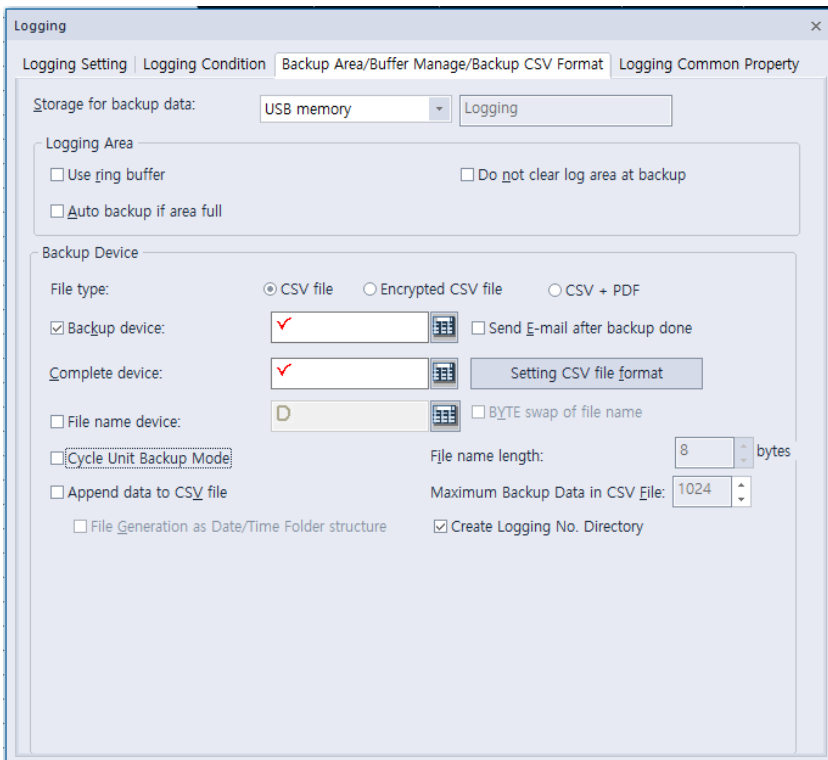 Logging
Logging Setting Logging Condition Backup Area/Buffer Manage/Backup CSV Format Logging Common Property
Storage for backup data: USB memory Logging
Logging Area
Use ring buffer Do not clear log area at backup
Auto backup if area full
Backup Device
File type: CSV file Encrypted CSV file CSV + PDF
Backup device: Send E-mail after backup done
Complete device: Setting CSV file format
File name device: D BYTE swap of file name
Cycle Unit Backup Mode File name length: 8 bytes
Append data to CSV file Maximum Backup Data in CSV File: 1024
File Generation as Date/Time Folder structure Create Logging No. Directory